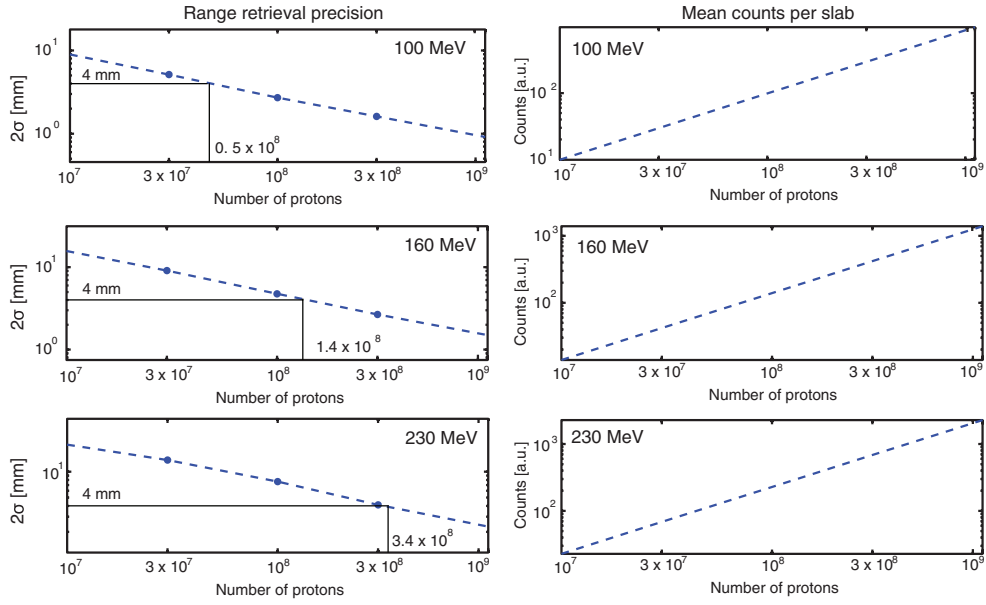 Range retrieval precision
2σ [mm]
10¹
10⁰
100 MeV
4 mm
0. 5 x 10⁸
10⁷ 3 x 10⁷ 10⁸ 3 x 10⁸ 10⁹
Number of protons
Mean counts per slab
Counts [a.u.]
10²
10¹
100 MeV
10⁷ 3 x 10⁷ 10⁸ 3 x 10⁸ 10⁹
Number of protons
2σ [mm]
10¹
10⁰
160 MeV
4 mm
1.4 x 10⁸
10⁷ 3 x 10⁷ 10⁸ 3 x 10⁸ 10⁹
Number of protons
Counts [a.u.]
10³
10²
160 MeV
10⁷ 3 x 10⁷ 10⁸ 3 x 10⁸ 10⁹
Number of protons
2σ [mm]
10¹
230 MeV
4 mm
3.4 x 10⁸
10⁷ 3 x 10⁷ 10⁸ 3 x 10⁸ 10⁹
Number of protons
Counts [a.u.]
10³
10²
230 MeV
10⁷ 3 x 10⁷ 10⁸ 3 x 10⁸ 10⁹
Number of protons